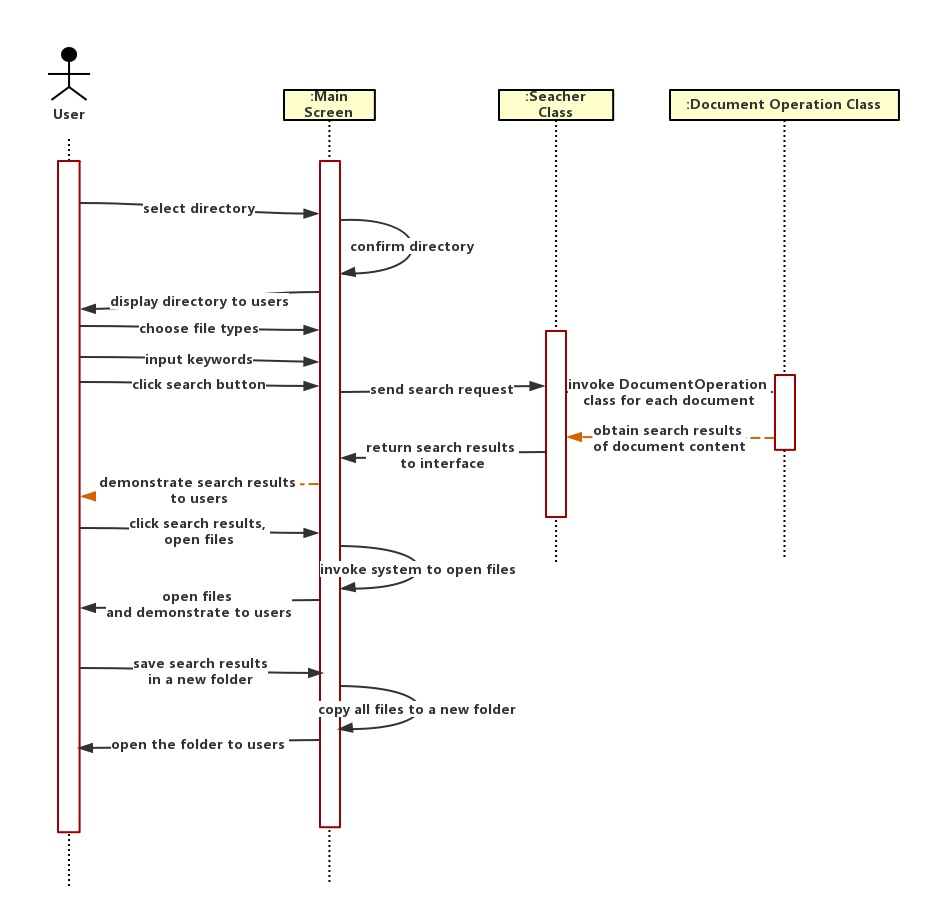 User
:Main
Screen
:Seacher
Class
:Document Operation Class
select directory
confirm directory
display directory to users
choose file types
input keywords
click search button
send search request
invoke DocumentOperation
class for each document
obtain search results
of document content
return search results
to interface
demonstrate search results
to users
click search results,
open files
invoke system to open files
open files
and demonstrate to users
save search results
in a new folder
copy all files to a new folder
open the folder to users